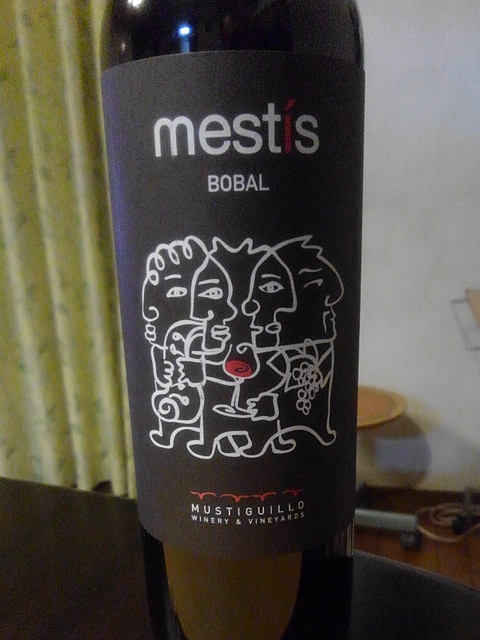 mestís
BOBAL
MUSTIGUILLO
WINERY & VINEYARDS